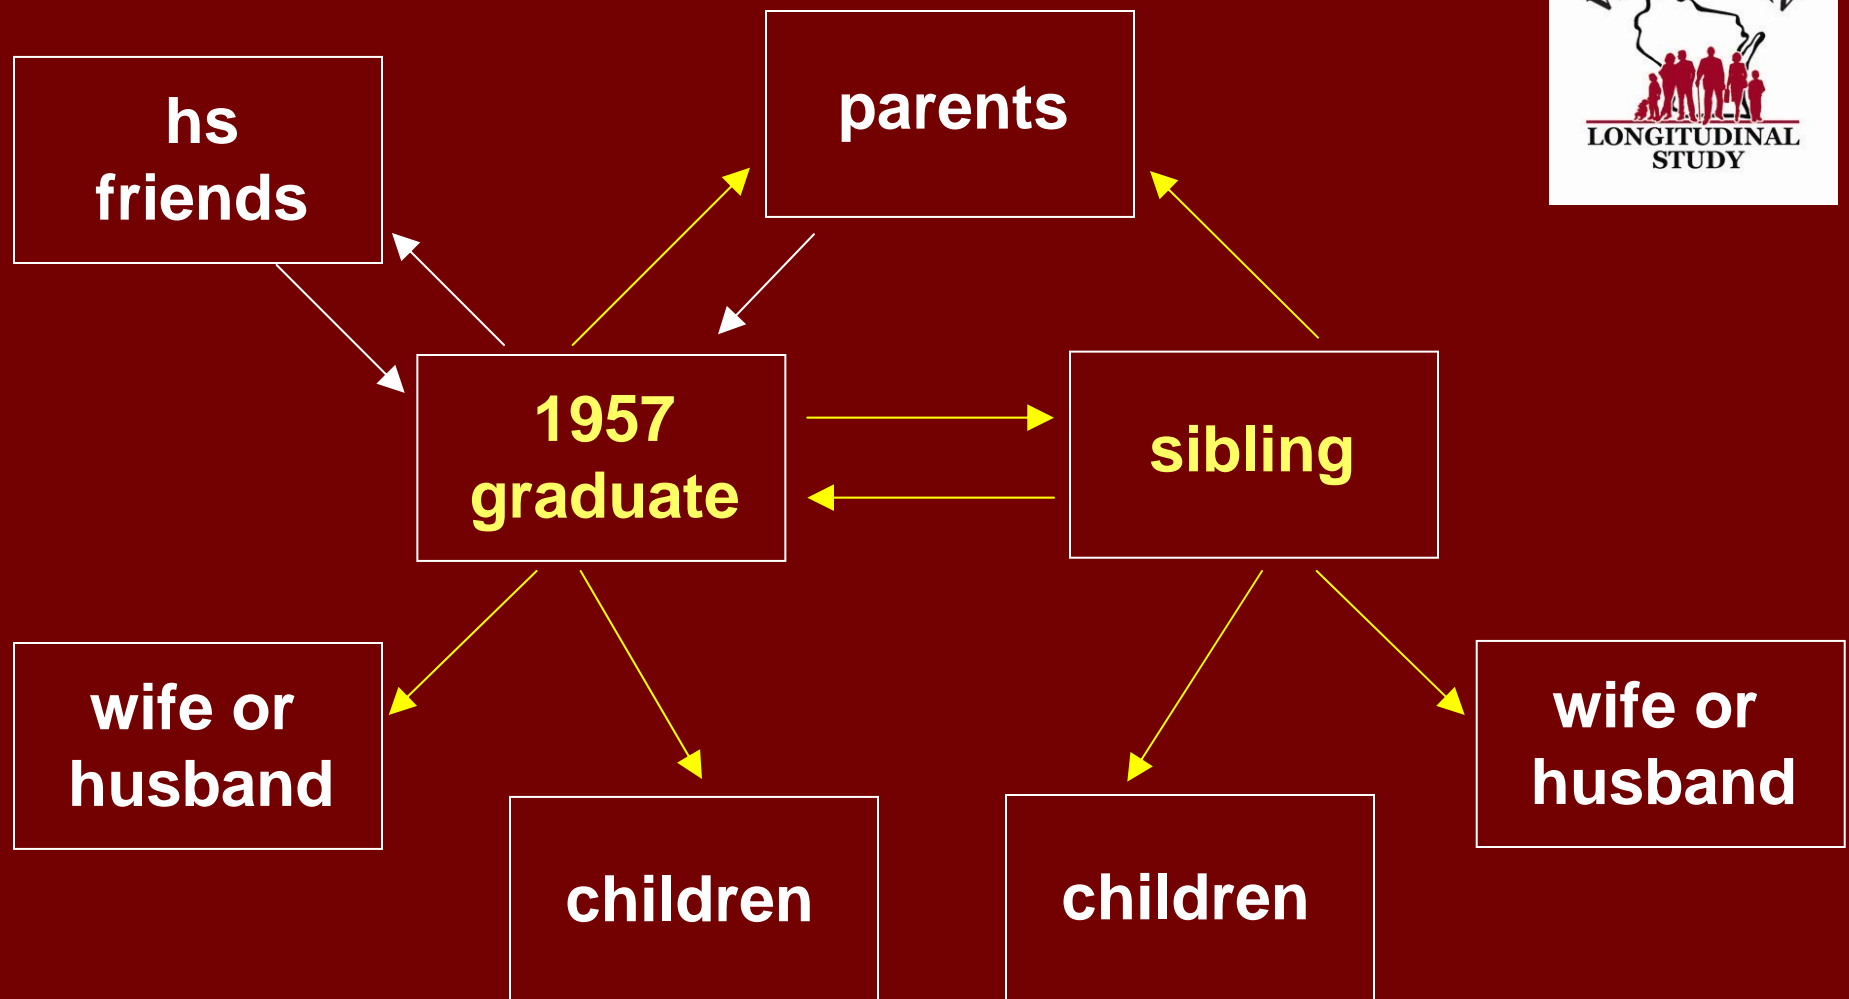 parents
hs
friends
LONGITUDINAL
STUDY
1957
graduate
sibling
wife or
husband
wife or
husband
children
children